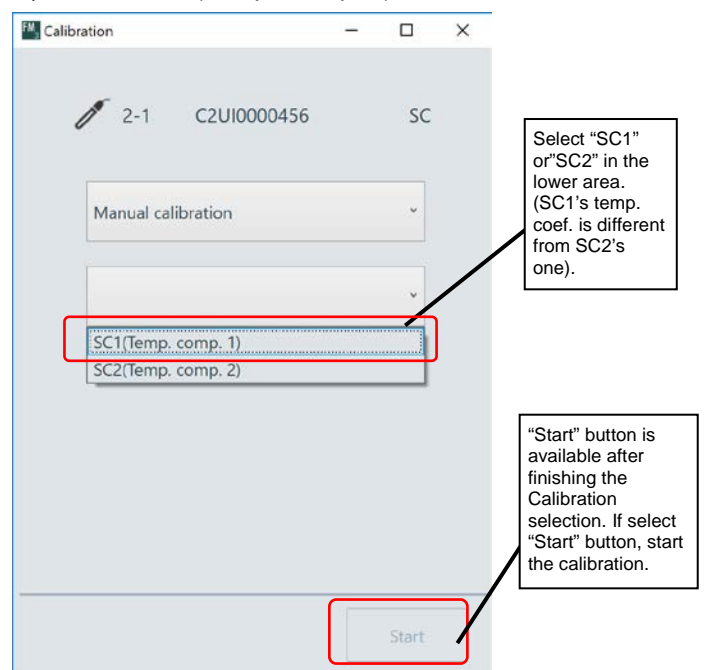 FM
Calibration
2-1 C2UI0000456 SC
Manual calibration
SC1(Temp. comp. 1)
SC2(Temp. comp. 2)
Start
Select “SC1”
or”SC2” in the
lower area.
(SC1’s temp.
coef. is different
from SC2’s
one).
“Start” button is
available after
finishing the
Calibration
selection. If select
“Start” button, start
the calibration.